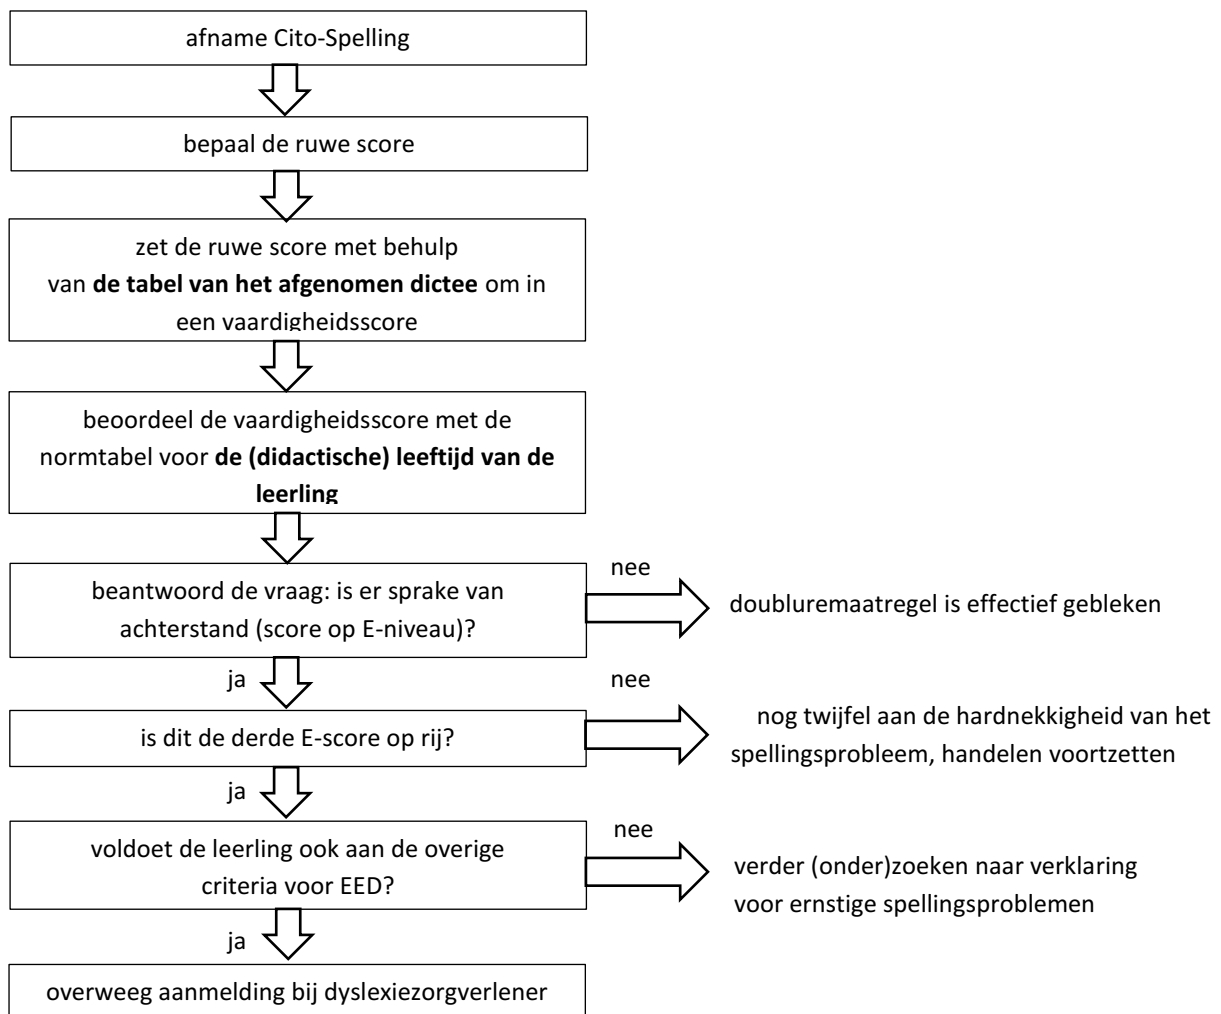 afname Cito-Spelling
bepaal de ruwe score
zet de ruwe score met behulp
van de tabel van het afgenomen dictee om in
een vaardigheidsscore
beoordeel de vaardigheidsscore met de
normtabel voor de (didactische) leeftijd van de
leerling
beantwoord de vraag: is er sprake van
achterstand (score op E-niveau)?
nee
doubluremaatregel is effectief gebleken
ja
is dit de derde E-score op rij?
nee
nog twijfel aan de hardnekkigheid van het
spellingsprobleem, handelen voortzetten
ja
voldoet de leerling ook aan de overige
criteria voor EED?
nee
verder (onder)zoeken naar verklaring
voor ernstige spellingsproblemen
ja
overweeg aanmelding bij dyslexiezorgverlener